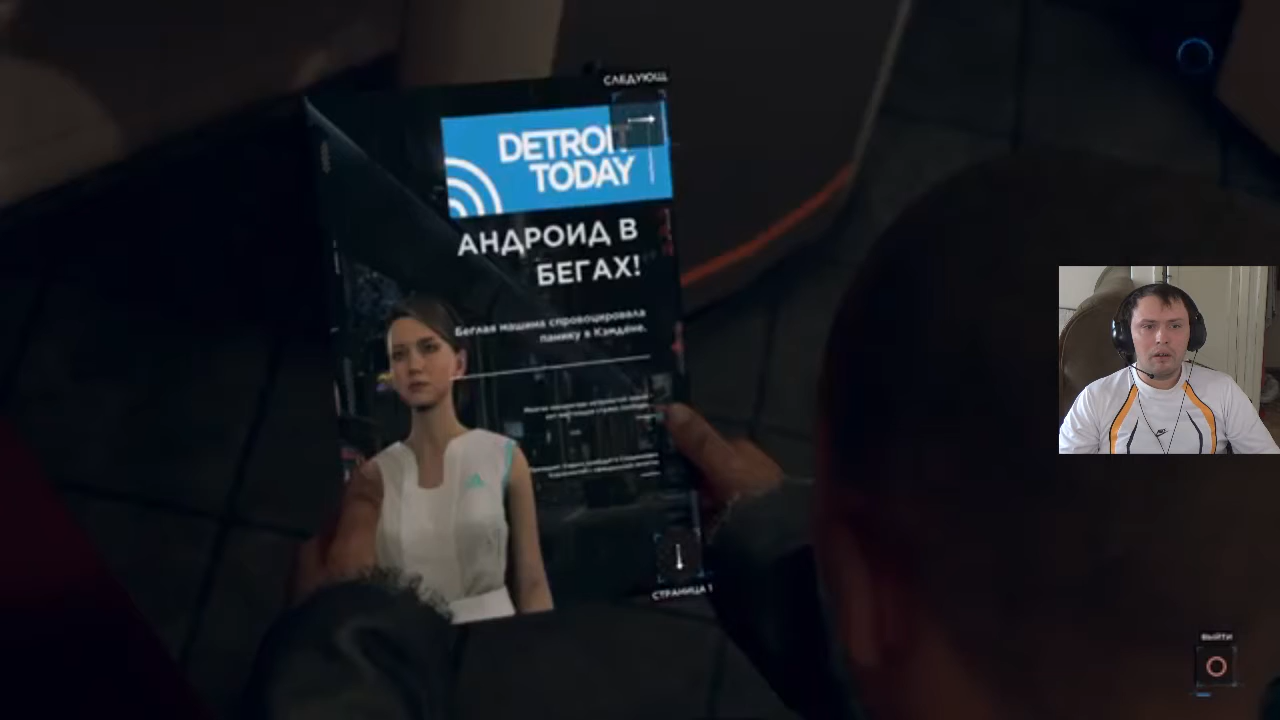 СЛЕДУЮЩ
DETROIT
TODAY
АНДРОИД В
БЕГАХ!
Беглая машина спровоцировала
панику в Кэмдене.
СТРАНИЦА 1
ВЫЙТИ